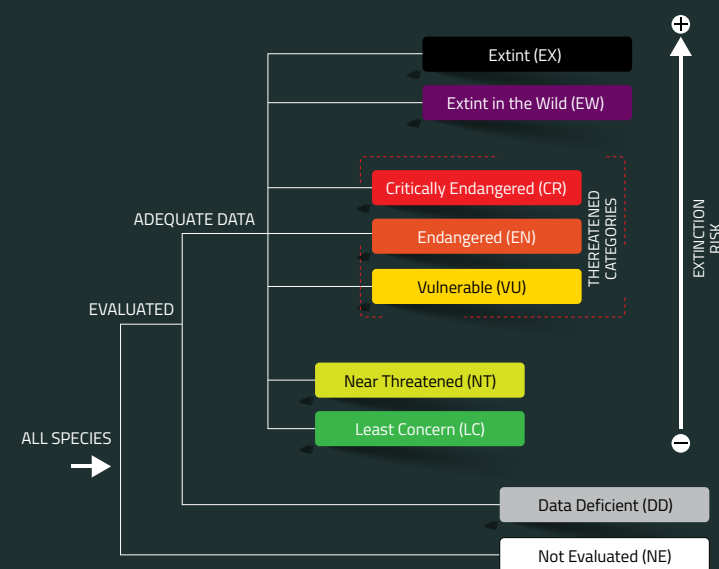 Extint (EX)
Extint in the Wild (EW)
Critically Endangered (CR)
ADEQUATE DATA
Endangered (EN)
THEREATENED
CATEGORIES
EXTINCTION
RISK
Vulnerable (VU)
EVALUATED
Near Threatened (NT)
Least Concern (LC)
ALL SPECIES
Data Deficient (DD)
Not Evaluated (NE)